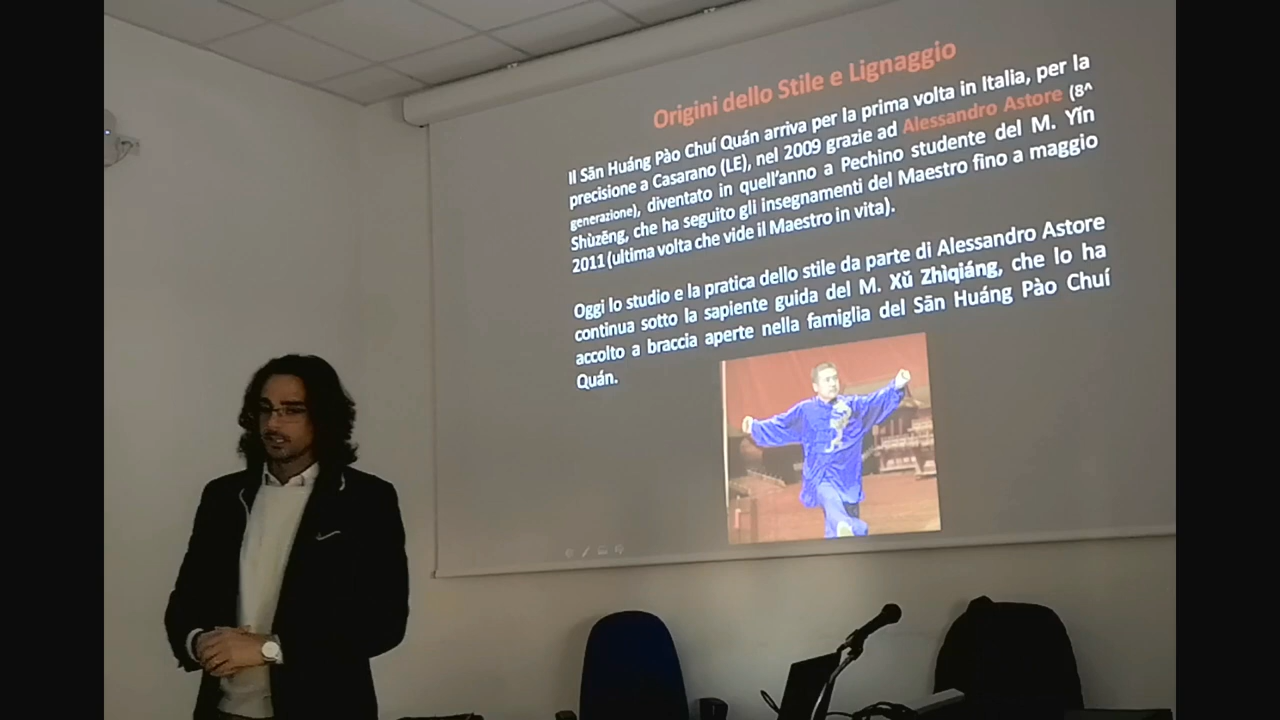 Origini dello Stile e Lignaggio
Il Sān Huáng Pào Chuí Quán arriva per la prima volta in Italia, per la
precisione a Casarano (LE), nel 2009 grazie ad Alessandro Astore (8^
generazione), diventato in quell'anno a Pechino studente del M. Yǐn
Shùzěng, che ha seguito gli insegnamenti del Maestro fino a maggio
2011 (ultima volta che vide il Maestro in vita).
Oggi lo studio e la pratica dello stile da parte di Alessandro Astore
continua sotto la sapiente guida del M. Xǔ Zhìqiáng, che lo ha
accolto a braccia aperte nella famiglia del Sān Huáng Pào Chuí
Quán.